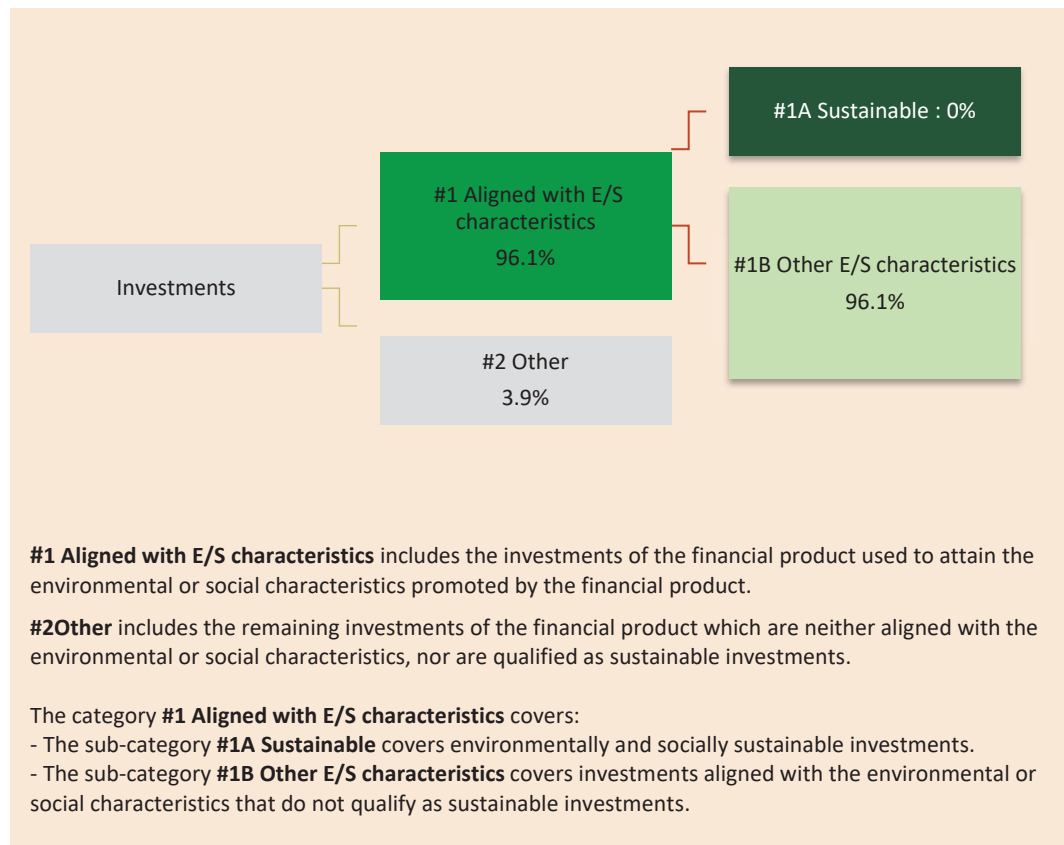 #1A Sustainable : 0%
#1 Aligned with E/S
characteristics
96.1%
#1B Other E/S characteristics
96.1%
Investments
#2 Other
3.9%
#1 Aligned with E/S characteristics includes the investments of the financial product used to attain the
environmental or social characteristics promoted by the financial product.
#2Other includes the remaining investments of the financial product which are neither aligned with the
environmental or social characteristics, nor are qualified as sustainable investments.
The category #1 Aligned with E/S characteristics covers:
- The sub-category #1A Sustainable covers environmentally and socially sustainable investments.
- The sub-category #1B Other E/S characteristics covers investments aligned with the environmental or
social characteristics that do not qualify as sustainable investments.